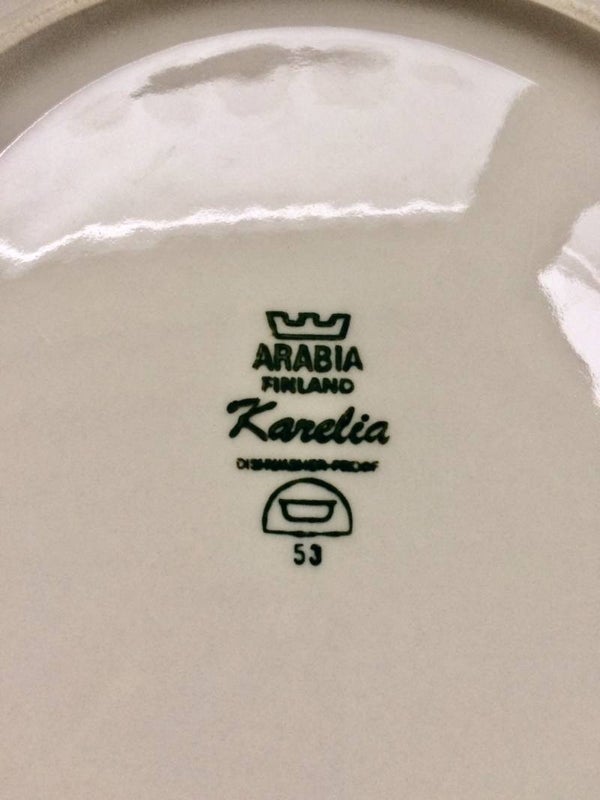 ARABIA
FINLAND
Karelia
DISHWASHER-PROOF
53